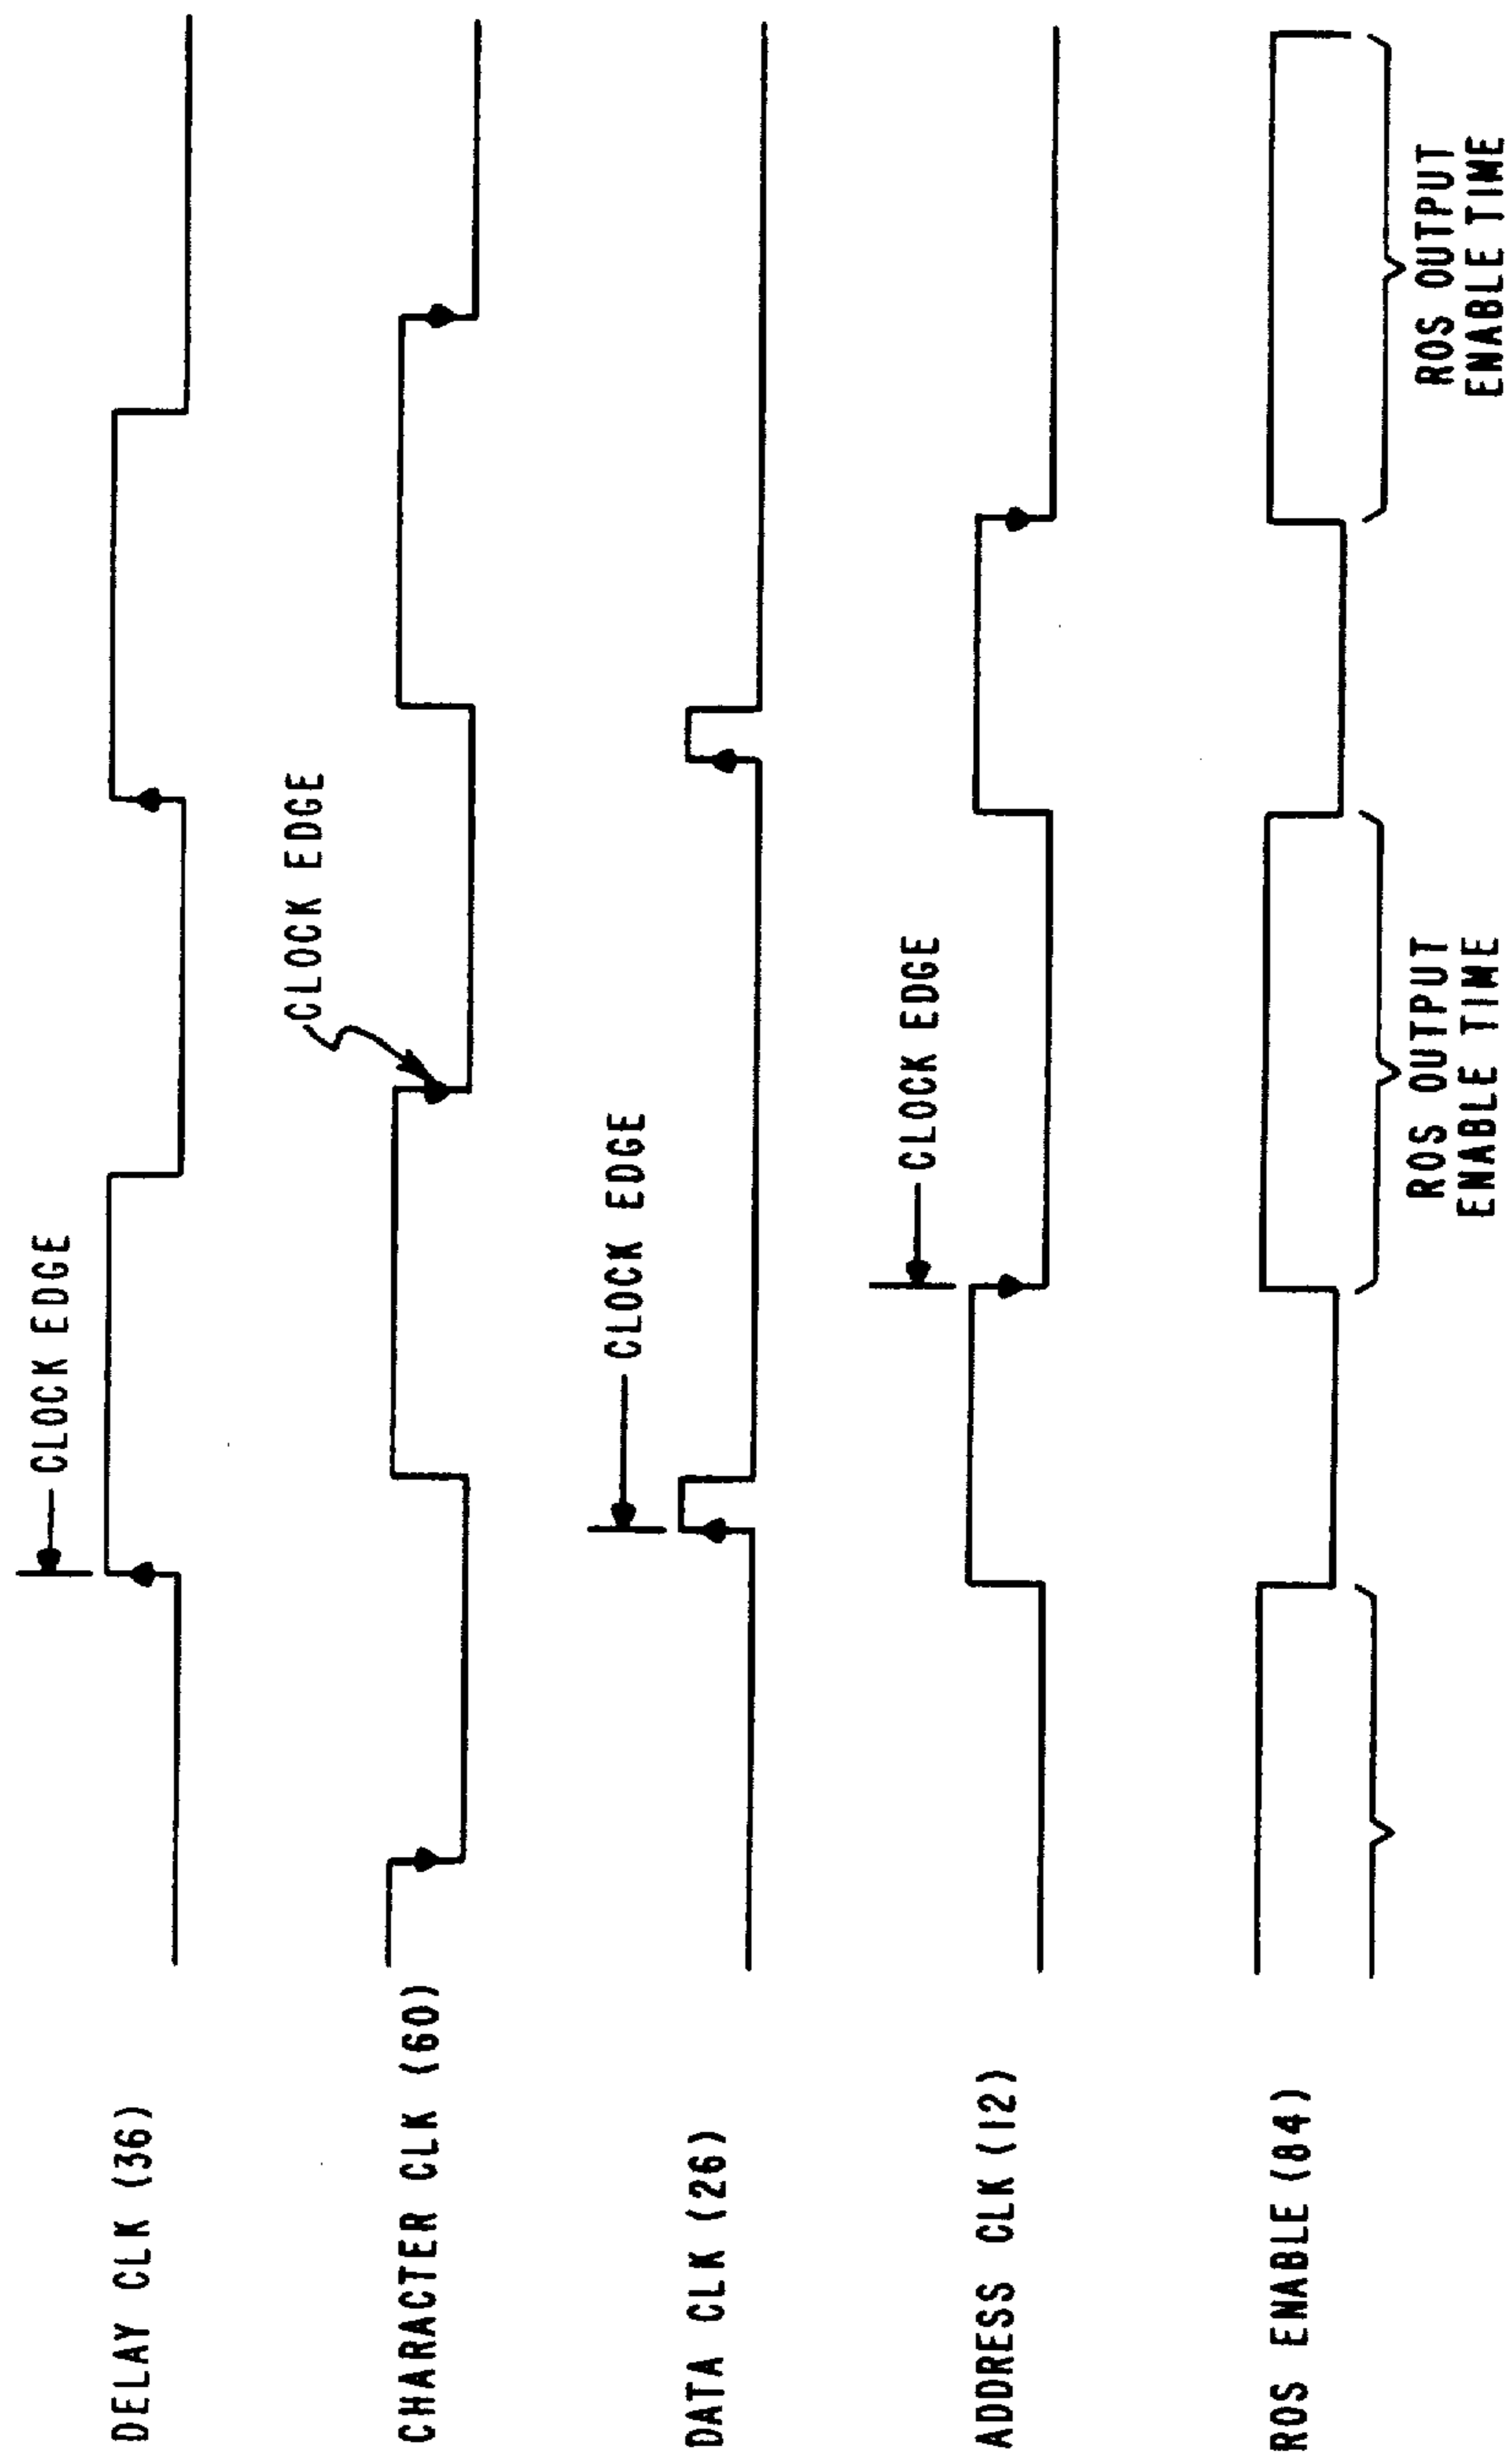 DELAY CLK (36)
CLOCK EDGE
CHARACTER CLK (60)
CLOCK EDGE
DATA CLK (26)
CLOCK EDGE
ADDRESS CLK (12)
CLOCK EDGE
ROS ENABLE (84)
ROS OUTPUT
ENABLE TIME
ROS OUTPUT
ENABLE TIME